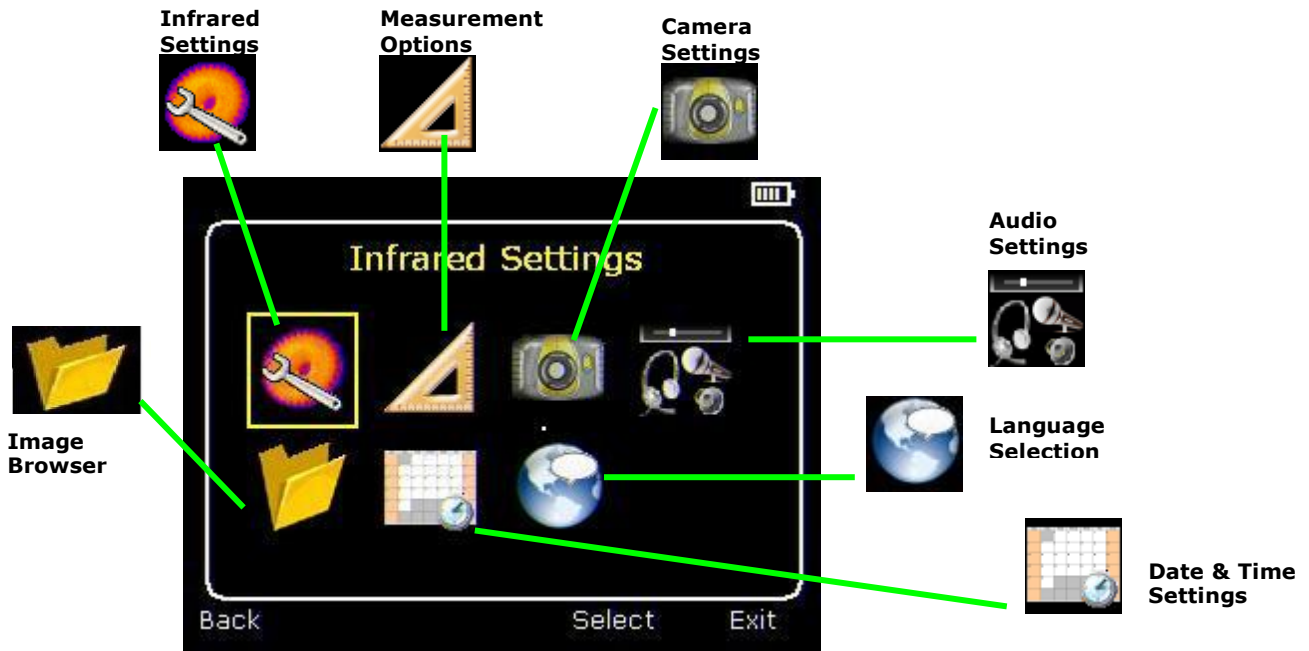 Infrared
Settings
Measurement
Options
Camera
Settings
Infrared Settings
Audio
Settings
Image
Browser
Language
Selection
Date & Time
Settings
Back
Select
Exit